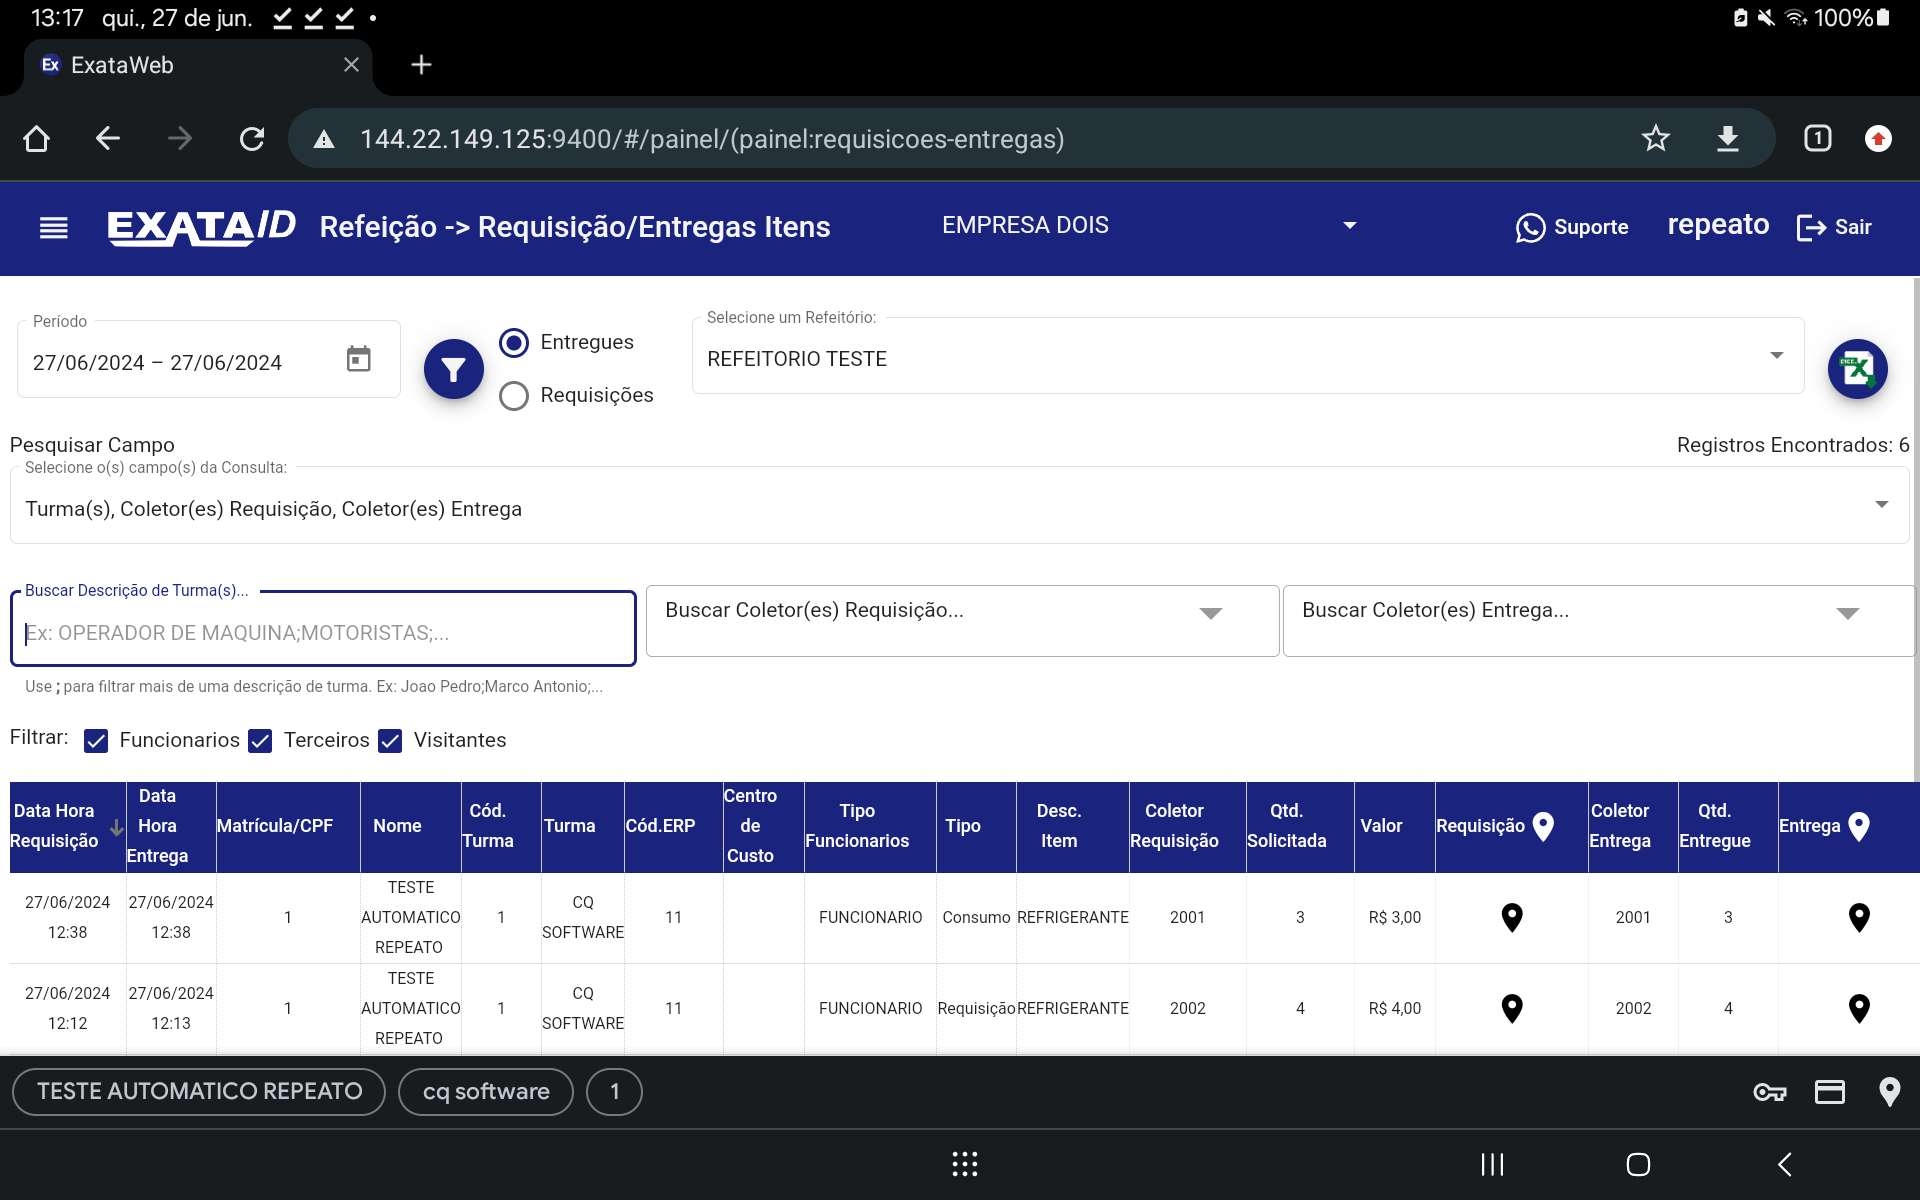 13:17 qui., 27 de jun. 100%
Ex ExataWeb
144.22.149.125:9400/#/painel/(painel:requisicoes-entregas) 1
EXATA/ID Refeição -> Requisição/Entregas Itens EMPRESA DOIS Suporte repeato Sair
Período
27/06/2024 – 27/06/2024
Entregues
Requisições
Selecione um Refeitório:
REFEITORIO TESTE
Pesquisar Campo Registros Encontrados: 6
Selecione o(s) campo(s) da Consulta:
Turma(s), Coletor(es) Requisição, Coletor(es) Entrega
Buscar Descrição de Turma(s)...
Ex: OPERADOR DE MAQUINA;MOTORISTAS;...
Buscar Coletor(es) Requisição...
Buscar Coletor(es) Entrega...
Use ; para filtrar mais de uma descrição de turma. Ex: Joao Pedro;Marco Antonio;...
Filtrar: Funcionarios Terceiros Visitantes
Data Hora Requisição Data Hora Entrega Matrícula/CPF Nome Cód. Turma Turma Cód.ERP Centro de Custo Tipo Funcionarios Tipo Desc. Item Coletor Requisição Qtd. Solicitada Valor Requisição Coletor Entrega Qtd. Entregue Entrega
27/06/2024 12:38 27/06/2024 12:38 1 TESTE AUTOMATICO REPEATO 1 CQ SOFTWARE 11 FUNCIONARIO Consumo REFRIGERANTE 2001 3 R$ 3,00 2001 3
27/06/2024 12:12 27/06/2024 12:13 1 TESTE AUTOMATICO REPEATO 1 CQ SOFTWARE 11 FUNCIONARIO Requisição REFRIGERANTE 2002 4 R$ 4,00 2002 4
TESTE AUTOMATICO REPEATO cq software 1